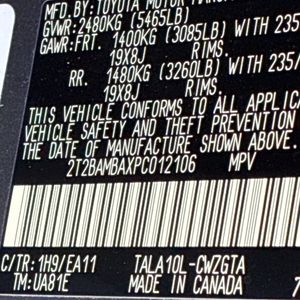 MFD.BY:TOYOTA MOTOR
GVWR:2480KG (5465LB)
GAWR:FRT. 1400KG (3085LB) WITH 235
19X8J RIMS.
RR. 1480KG (3260LB) WITH 235/
19X8J RIMS.
THIS VEHICLE CONFORMS TO ALL
VEHICLE SAFETY AND THEFT PREVENTION
THE DATE OF MANUFACTURE SHOWN ABOVE.
2T2BAMBAXPC012106 MPV
C/TR:1H9/EA11 TALA10L-CWZGTA
TM:UA81E MADE IN CANADA